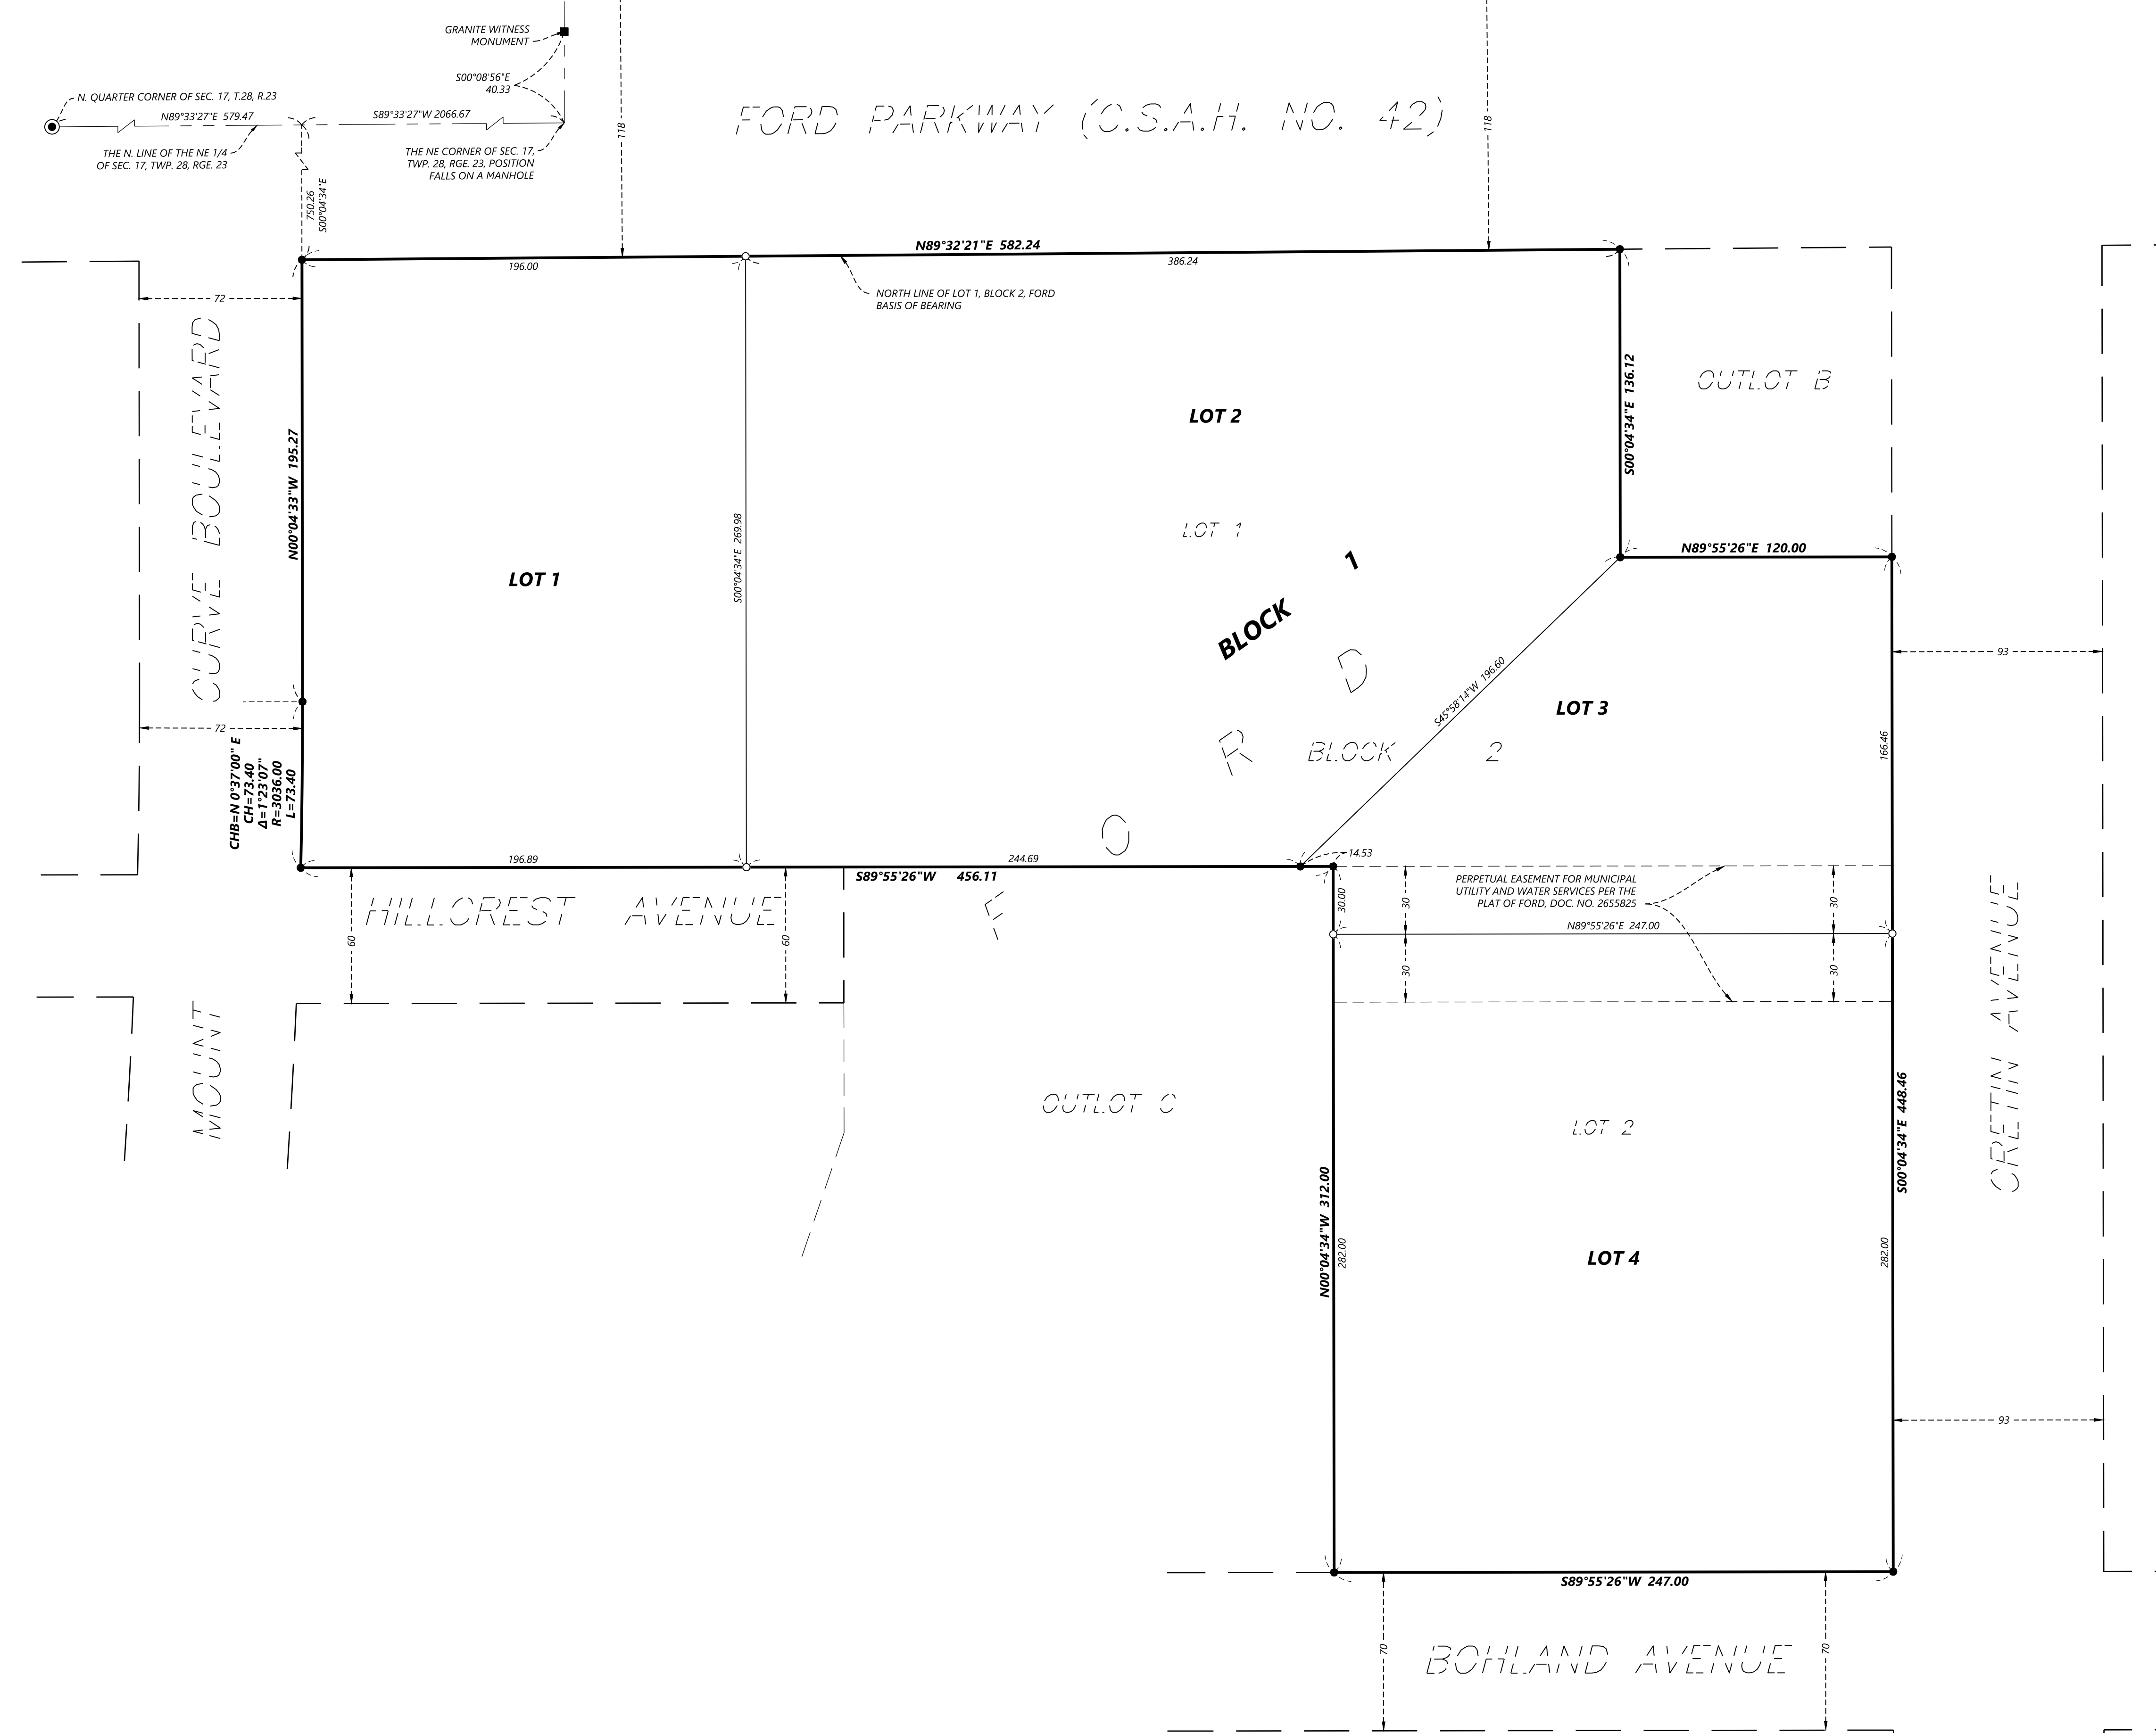 GRANITE WITNESS
MONUMENT
S00°08'56"E
40.33
N. QUARTER CORNER OF SEC. 17, T.28, R.23
N89°33'27"E 579.47
S89°33'27"W 2066.67
THE N. LINE OF THE NE 1/4
OF SEC. 17, TWP. 28, RGE. 23
THE NE CORNER OF SEC. 17,
TWP. 28, RGE. 23, POSITION
FALLS ON A MANHOLE
750.26
S00°04'34"E
118
FORD PARKWAY (C.S.A.H. NO. 42)
118
N89°32'21"E 582.24
196.00
386.24
NORTH LINE OF LOT 1, BLOCK 2, FORD
BASIS OF BEARING
72
CURVE BOULEVARD
N00°04'33"W 195.27
72
CHB=N 0°37'00" E
CH=73.40
Δ=1°23'07"
R=3036.00
L=73.40
LOT 1
S00°04'34"E 269.98
LOT 2
LOT 1
BLOCK 1
S00°04'34"E 136.12
OUTLOT B
N89°55'26"E 120.00
F O R D
BLOCK 2
S45°58'14"W 196.60
LOT 3
166.46
93
196.89
244.69
14.53
S89°55'26"W 456.11
HILLCREST AVENUE
60
60
30.00
30
PERPETUAL EASEMENT FOR MUNICIPAL
UTILITY AND WATER SERVICES PER THE
PLAT OF FORD, DOC. NO. 2655825
30
N89°55'26"E 247.00
30
30
MOUNT
OUTLOT C
LOT 2
CRETIN AVENUE
S00°04'34"E 448.46
N00°04'34"W 312.00
282.00
LOT 4
282.00
93
S89°55'26"W 247.00
70
BOHLAND AVENUE
70